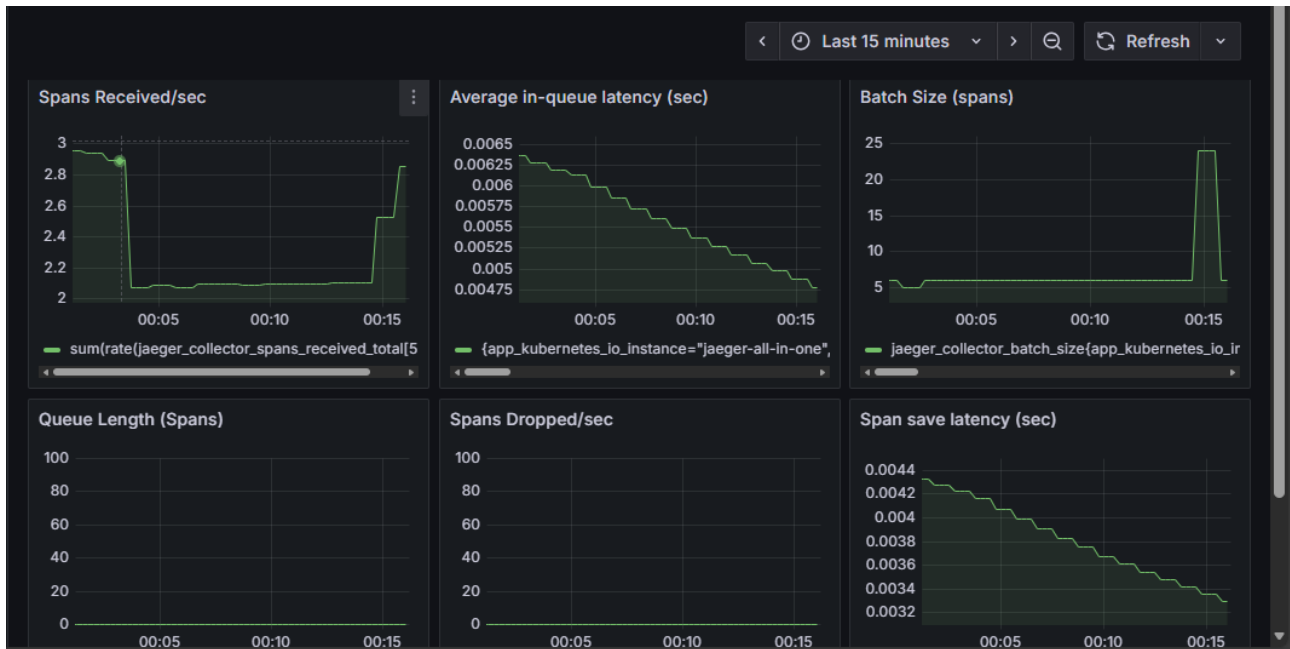 Last 15 minutes
Refresh
Spans Received/sec
3
2.8
2.6
2.4
2.2
2
00:05 00:10 00:15
sum(rate(jaeger_collector_spans_received_total[5
Average in-queue latency (sec)
0.0065
0.00625
0.006
0.00575
0.0055
0.00525
0.005
0.00475
00:05 00:10 00:15
{app_kubernetes_io_instance="jaeger-all-in-one",
Batch Size (spans)
25
20
15
10
5
00:05 00:10 00:15
jaeger_collector_batch_size{app_kubernetes_io_ir
Queue Length (Spans)
100
80
60
40
20
0
00:05 00:10 00:15
Spans Dropped/sec
100
80
60
40
20
0
00:05 00:10 00:15
Span save latency (sec)
0.0044
0.0042
0.004
0.0038
0.0036
0.0034
0.0032
00:05 00:10 00:15